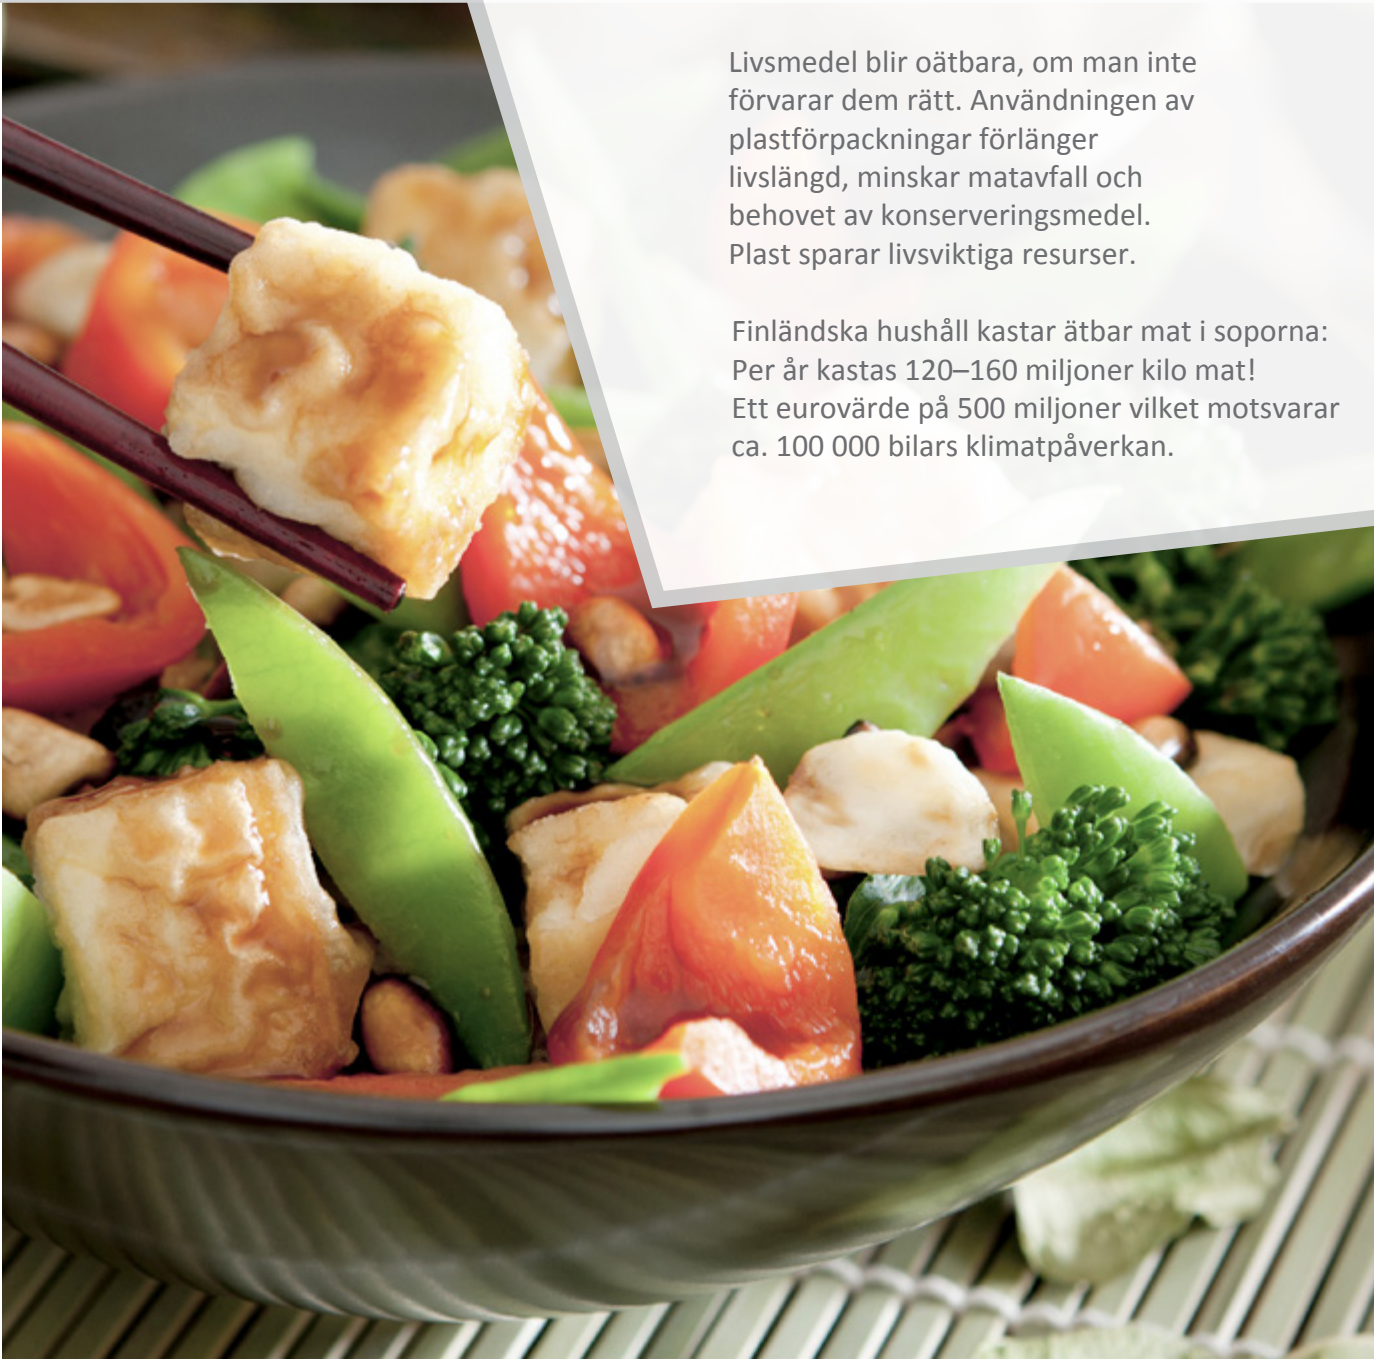 Livsmedel blir oätbara, om man inte
förvarar dem rätt. Användningen av
plastförpackningar förlänger
livslängd, minskar matavfall och
behovet av konserveringsmedel.
Plast sparar livsviktiga resurser.
Finländska hushåll kastar ätbar mat i soporna:
Per år kastas 120–160 miljoner kilo mat!
Ett eurovärde på 500 miljoner vilket motsvarar
ca. 100 000 bilars klimatpåverkan.